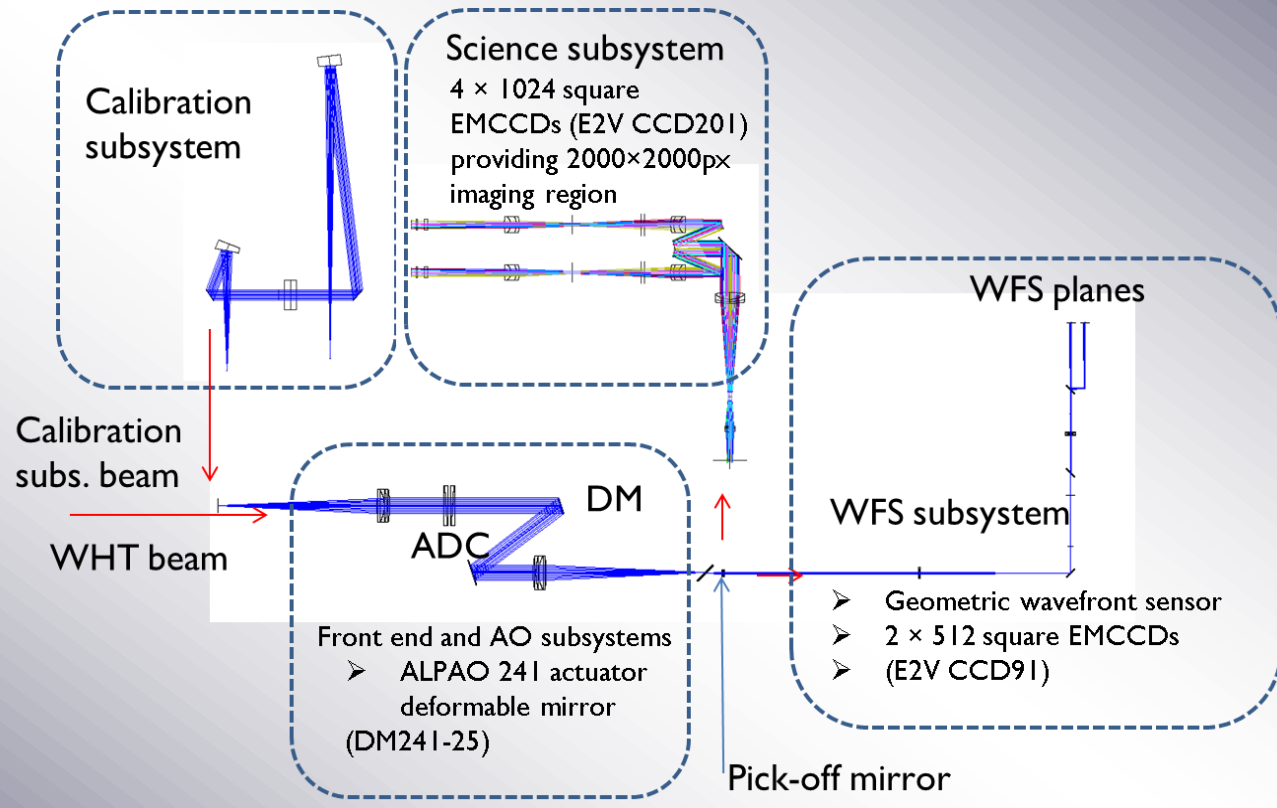 Calibration
subsystem
Science subsystem
4 × 1024 square
EMCCDs (E2V CCD201)
providing 2000×2000px
imaging region
WFS planes
Calibration
subs. beam
WHT beam
DM
ADC
WFS subsystem
Front end and AO subsystems
➤ ALPAO 241 actuator
deformable mirror
(DM241-25)
➤ Geometric wavefront sensor
➤ 2 × 512 square EMCCDs
➤ (E2V CCD91)
Pick-off mirror